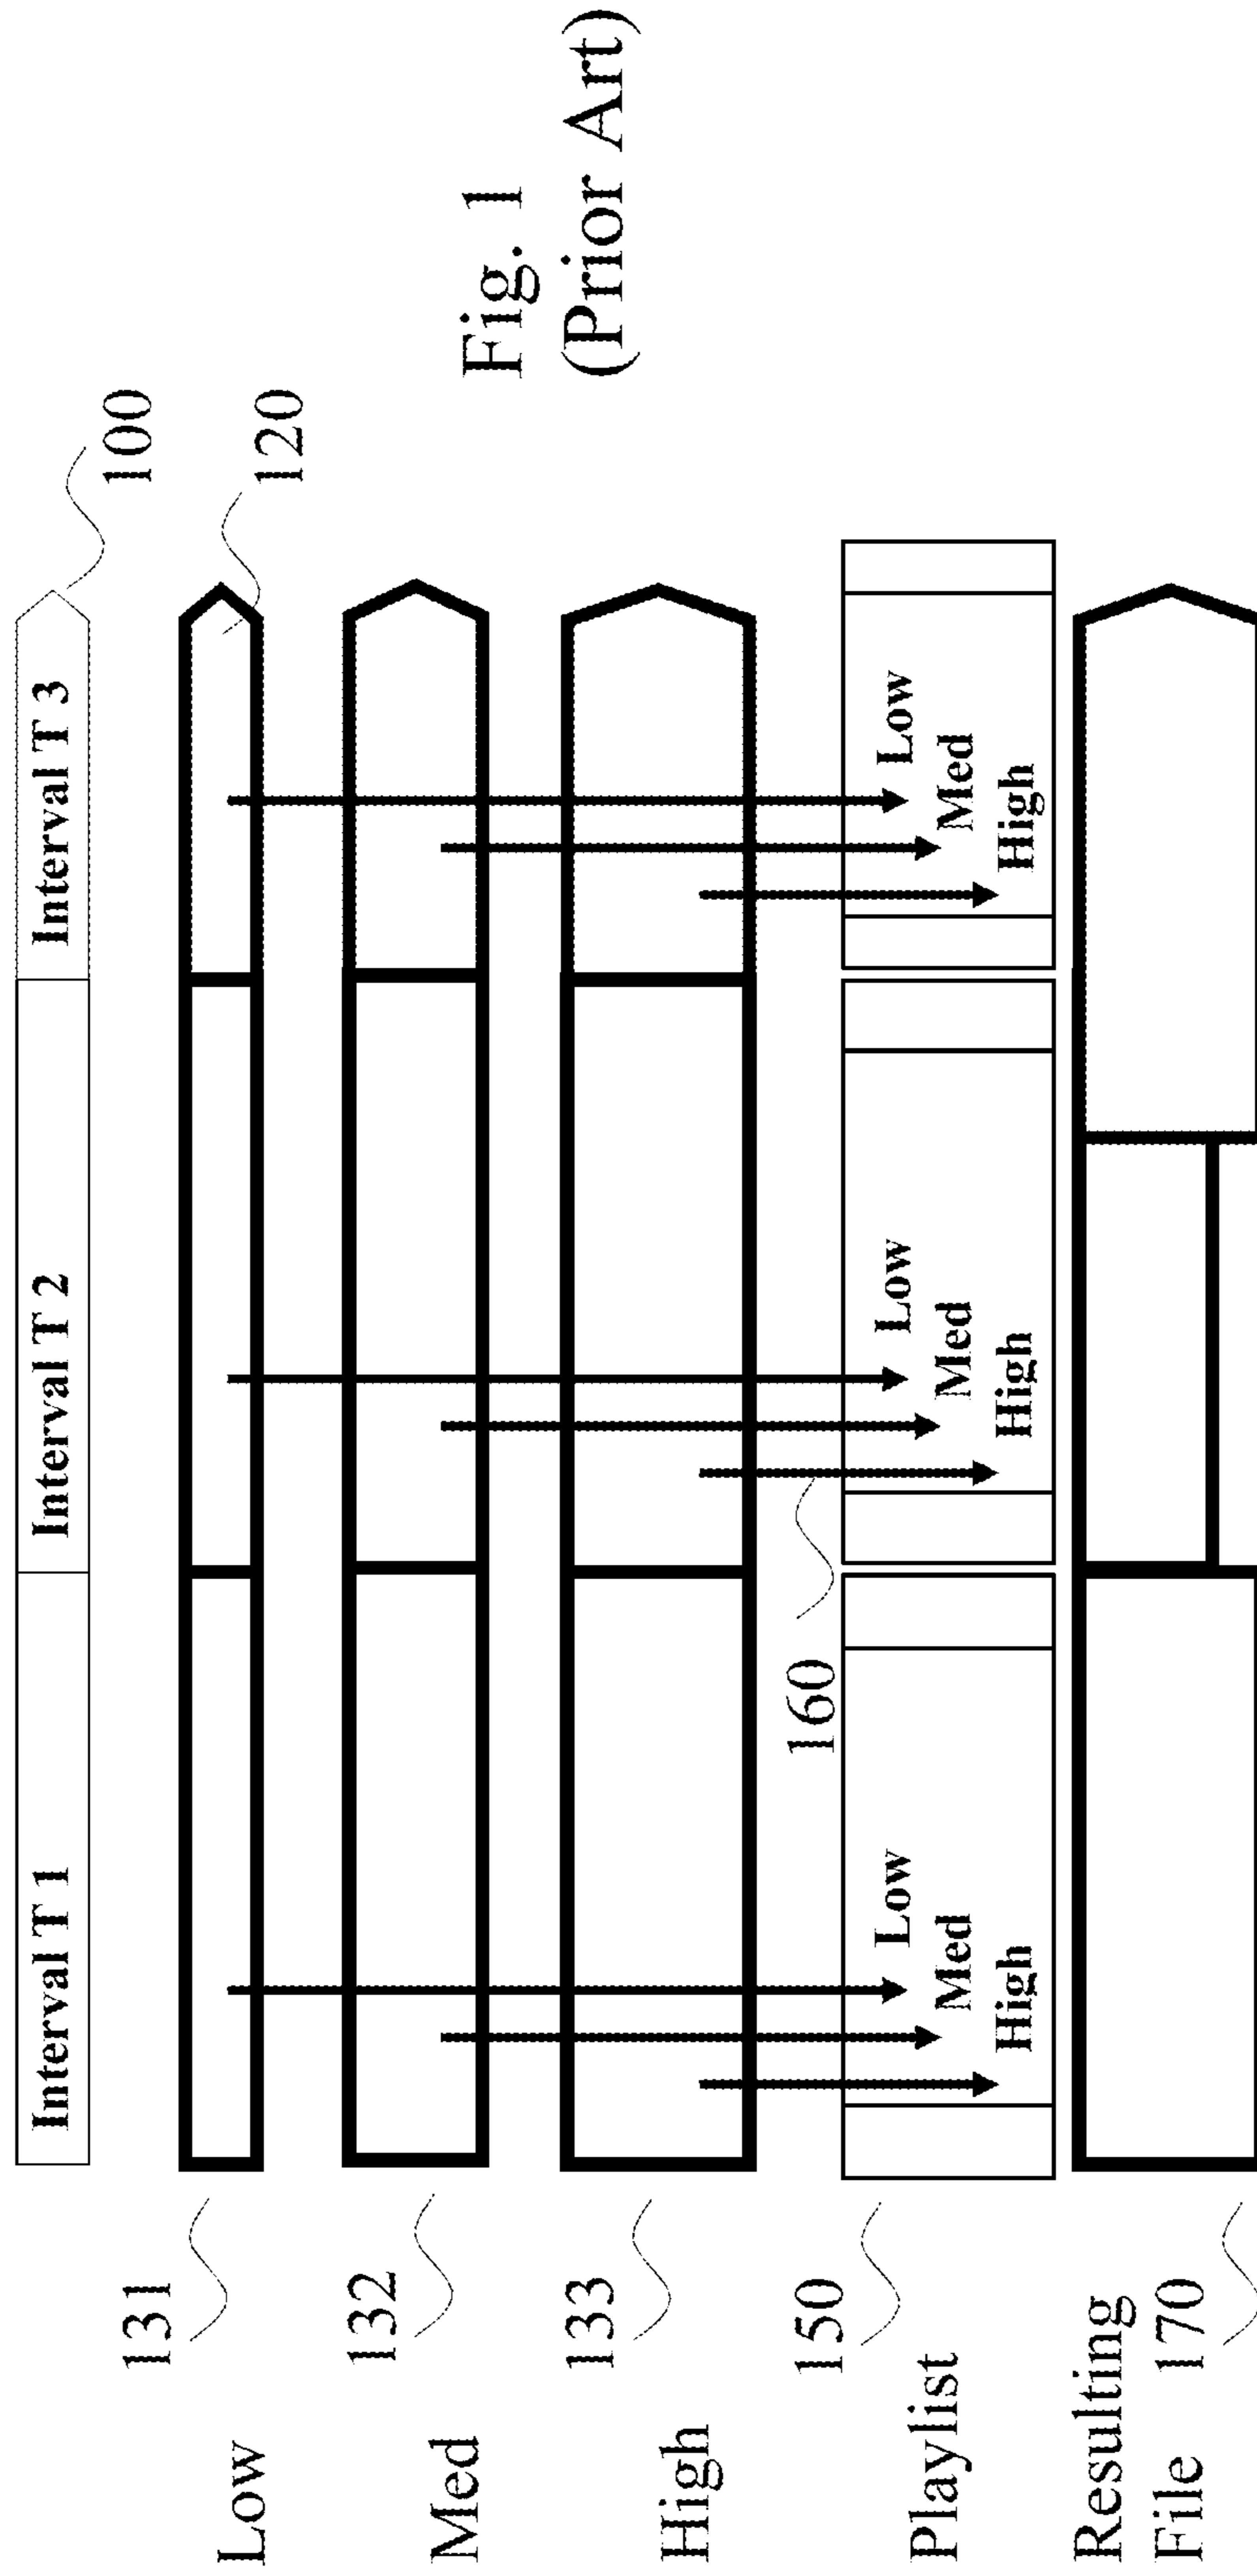 Interval T 1
Interval T 2
Interval T 3
100
120
131
Low
132
Med
133
High
160
150
Playlist
Low
Med
High
Low
Med
High
Low
Med
High
Resulting
File 170
Fig. 1
(Prior Art)